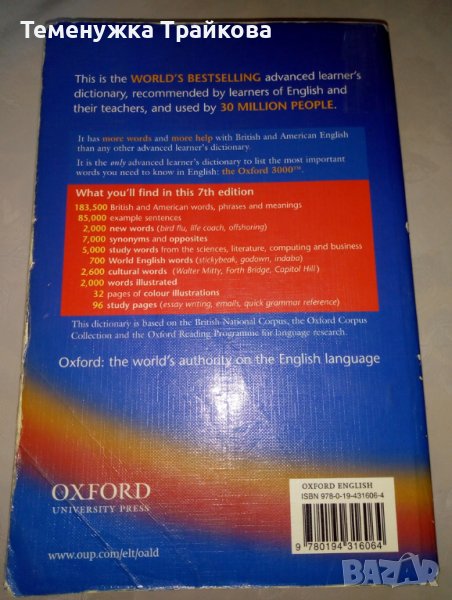 Теменужка Трайкова
This is the WORLD'S BESTSELLING advanced learner's
dictionary, recommended by learners of English and
their teachers, and used by 30 MILLION PEOPLE.
It has more words and more help with British and American English
than any other advanced learner's dictionary.
It is the only advanced learner's dictionary to list the most important
words you need to know in English: the Oxford 3000™.
What you'll find in this 7th edition
183,500 British and American words, phrases and meanings
85,000 example sentences
2,000 new words (bird flu, life coach, offshoring)
7,000 synonyms and opposites
5,000 study words from the sciences, literature, computing and business
700 World English words (stickybeak, godown, indaba)
2,600 cultural words (Walter Mitty, Forth Bridge, Capitol Hill)
2,000 words illustrated
32 pages of colour illustrations
96 study pages (essay writing, emails, quick grammar reference)
This dictionary is based on the British National Corpus, the Oxford Corpus
Collection and the Oxford Reading Programme for language research.
Oxford: the world's authority on the English language
OXFORD
UNIVERSITY PRESS
www.oup.com/elt/oald
OXFORD ENGLISH
ISBN 978-0-19-431606-4
9 780194 316064
BAZAR